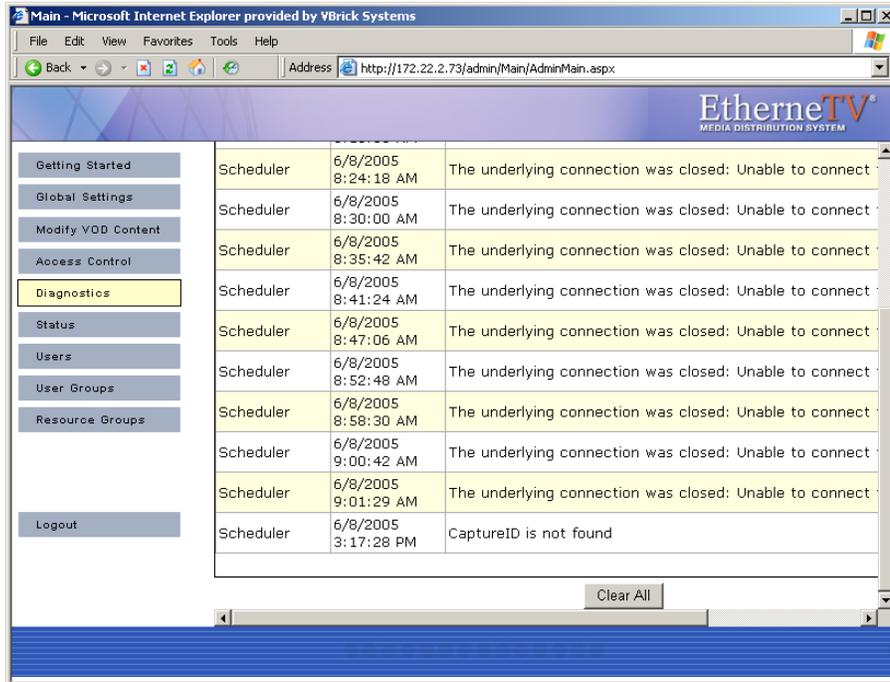 Main - Microsoft Internet Explorer provided by VBrick Systems
File Edit View Favorites Tools Help
Back Address http://172.22.2.73/admin/Main/AdminMain.aspx
EtherneTV®
MEDIA DISTRIBUTION SYSTEM
Getting Started
Global Settings
Modify VOD Content
Access Control
Diagnostics
Status
Users
User Groups
Resource Groups
Logout
Scheduler 6/8/2005 8:24:18 AM The underlying connection was closed: Unable to connect
Scheduler 6/8/2005 8:30:00 AM The underlying connection was closed: Unable to connect
Scheduler 6/8/2005 8:35:42 AM The underlying connection was closed: Unable to connect
Scheduler 6/8/2005 8:41:24 AM The underlying connection was closed: Unable to connect
Scheduler 6/8/2005 8:47:06 AM The underlying connection was closed: Unable to connect
Scheduler 6/8/2005 8:52:48 AM The underlying connection was closed: Unable to connect
Scheduler 6/8/2005 8:58:30 AM The underlying connection was closed: Unable to connect
Scheduler 6/8/2005 9:00:42 AM The underlying connection was closed: Unable to connect
Scheduler 6/8/2005 9:01:29 AM The underlying connection was closed: Unable to connect
Scheduler 6/8/2005 3:17:28 PM CaptureID is not found
Clear All